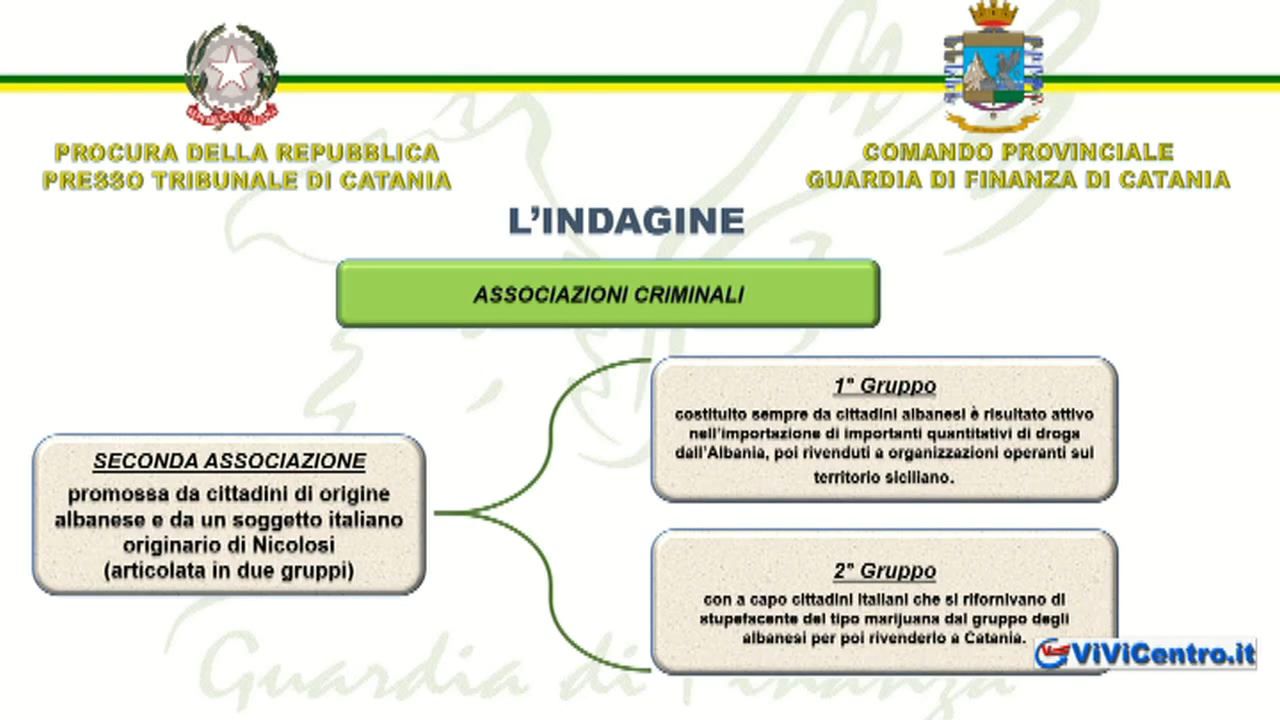 PROCURA DELLA REPUBBLICA
PRESSO TRIBUNALE DI CATANIA
COMANDO PROVINCIALE
GUARDIA DI FINANZA DI CATANIA
L'INDAGINE
ASSOCIAZIONI CRIMINALI
SECONDA ASSOCIAZIONE
promossa da cittadini di origine
albanese e da un soggetto italiano
originario di Nicolosi
(articolata in due gruppi)
1° Gruppo
costituito sempre da cittadini albanesi è risultato attivo
nell'importazione di importanti quantitativi di droga
dall'Albania, poi rivenduti a organizzazioni operanti sul
territorio siciliano.
2° Gruppo
con a capo cittadini italiani che si rifornivano di
stupefacente del tipo marijuana dal gruppo degli
albanesi per poi rivenderlo a Catania.
ViViCentro.it
Guardia di Finanza